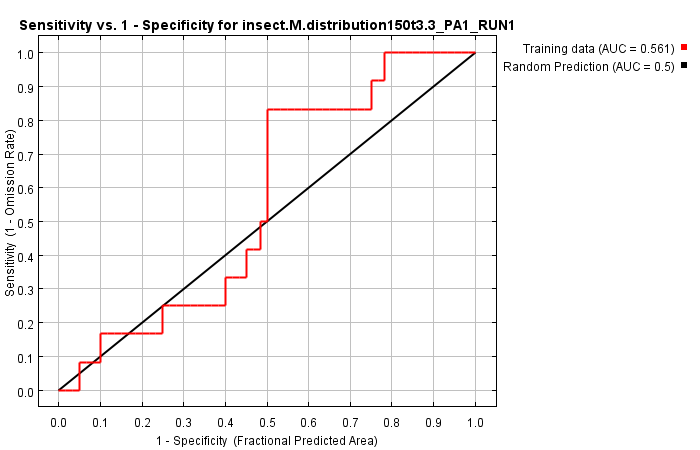 Sensitivity vs. 1 - Specificity for insect.M.distribution150t3.3_PA1_RUN1
Training data (AUC = 0.561)
Random Prediction (AUC = 0.5)
Sensitivity (1 - Omission Rate)
1.0
0.9
0.8
0.7
0.6
0.5
0.4
0.3
0.2
0.1
0.0
0.0 0.1 0.2 0.3 0.4 0.5 0.6 0.7 0.8 0.9 1.0
1 - Specificity (Fractional Predicted Area)